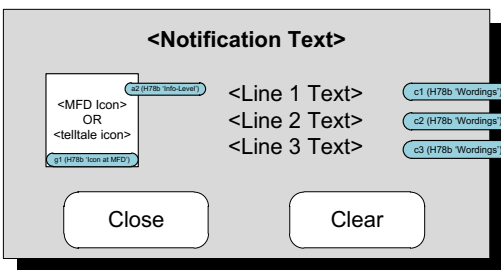 <Notification Text>
a2 (H78b 'Info-Level')
<MFD Icon>
OR
<telltale icon>
g1 (H78b 'Icon at MFD')
<Line 1 Text>
c1 (H78b 'Wordings')
<Line 2 Text>
c2 (H78b 'Wordings')
<Line 3 Text>
c3 (H78b 'Wordings')
Close
Clear